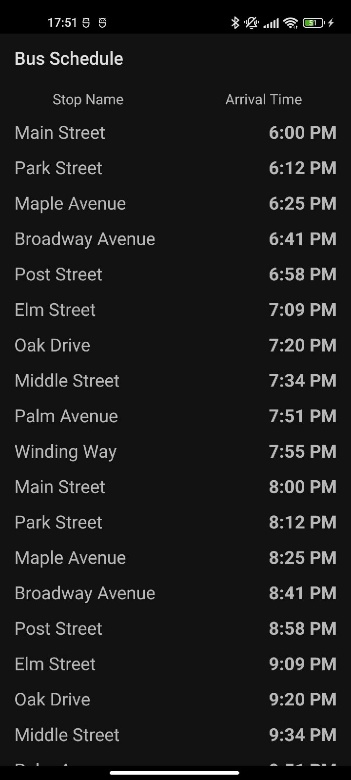 17:51
51
Bus Schedule
Stop Name Arrival Time
Main Street 6:00 PM
Park Street 6:12 PM
Maple Avenue 6:25 PM
Broadway Avenue 6:41 PM
Post Street 6:58 PM
Elm Street 7:09 PM
Oak Drive 7:20 PM
Middle Street 7:34 PM
Palm Avenue 7:51 PM
Winding Way 7:55 PM
Main Street 8:00 PM
Park Street 8:12 PM
Maple Avenue 8:25 PM
Broadway Avenue 8:41 PM
Post Street 8:58 PM
Elm Street 9:09 PM
Oak Drive 9:20 PM
Middle Street 9:34 PM